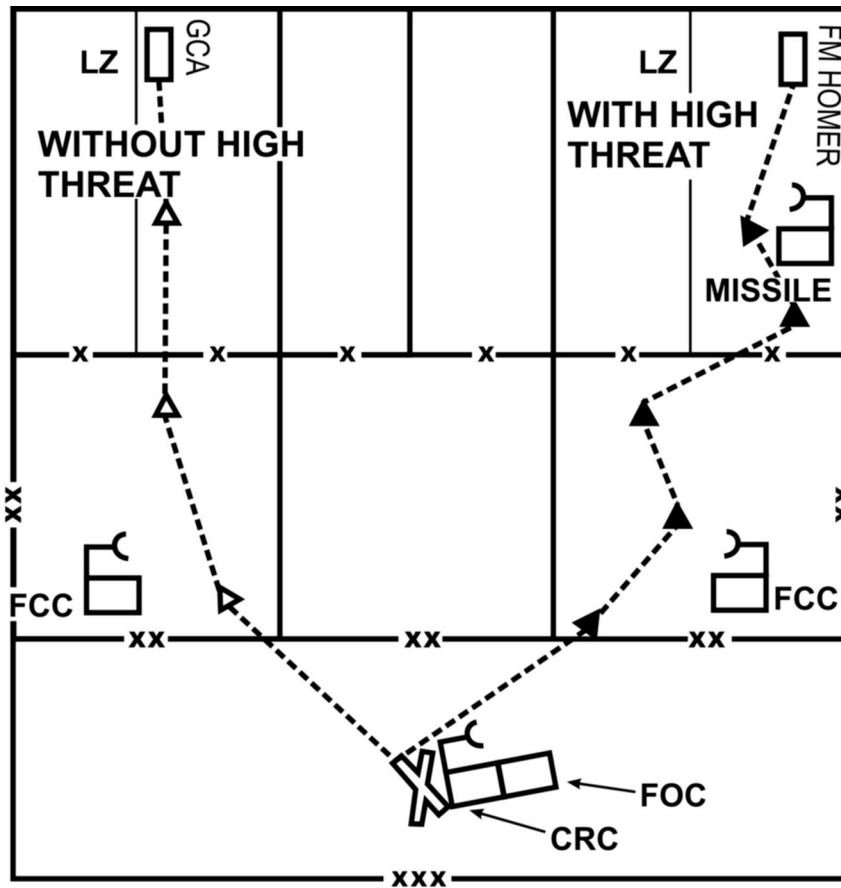 LZ
GCA
LZ
FM HOMER
WITHOUT HIGH
THREAT
WITH HIGH
THREAT
MISSILE
X X X X X X
XX
XX
FCC
FCC
XX XX XX
FOC
CRC
XXX